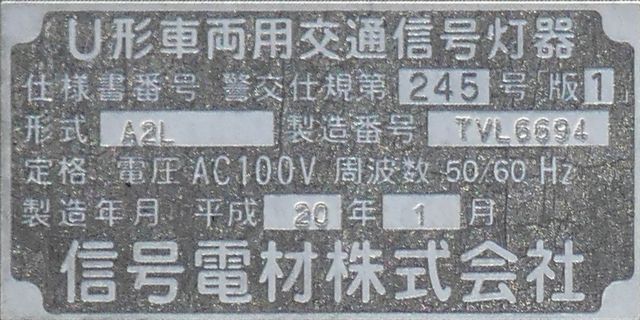 U形車両用交通信号灯器
仕様書番号 警交仕規第 245 号「版1」
形式 A2L 製造番号 TVL6694
定格 電圧 AC100V 周波数 50/60 Hz
製造年月 平成 20 年 1 月
信号電材株式会社